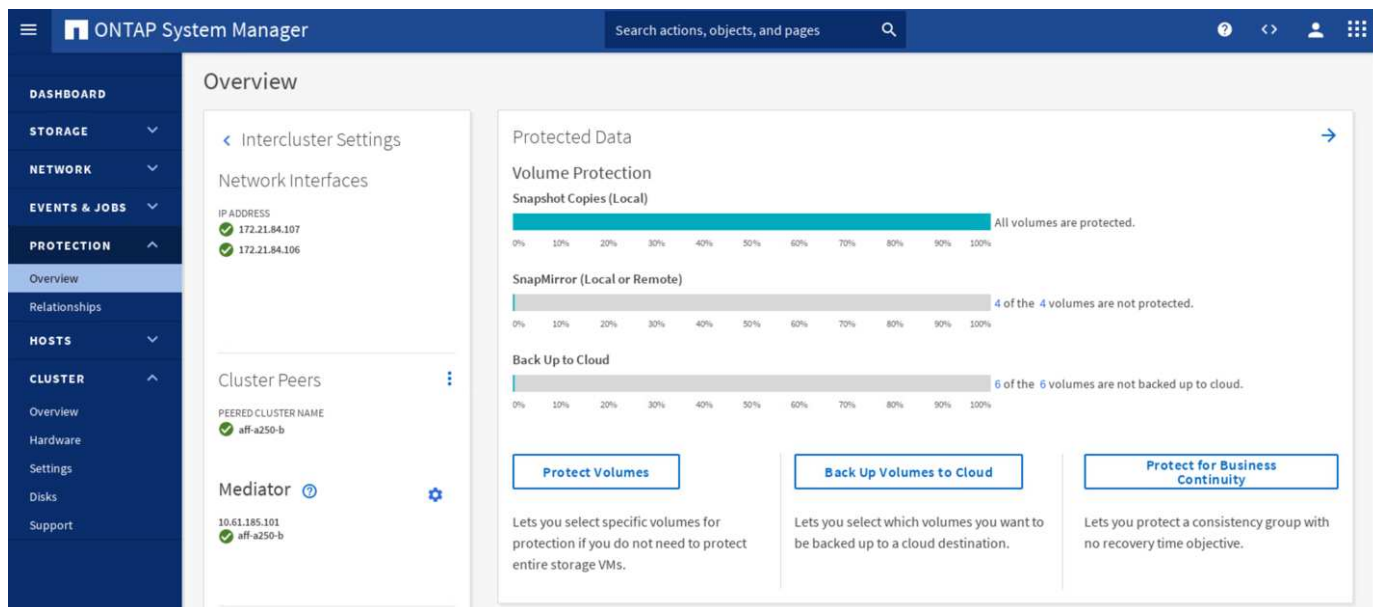 ONTAP System Manager
Search actions, objects, and pages
DASHBOARD
STORAGE
NETWORK
EVENTS & JOBS
PROTECTION
Overview
Relationships
HOSTS
CLUSTER
Overview
Hardware
Settings
Disks
Support
Overview
Intercluster Settings
Network Interfaces
IP ADDRESS
172.21.84.107
172.21.84.106
Cluster Peers
PEERED CLUSTER NAME
aff-a250-b
Mediator
10.61.185.101
aff-a250-b
Protected Data
Volume Protection
Snapshot Copies (Local)
All volumes are protected.
0% 10% 20% 30% 40% 50% 60% 70% 80% 90% 100%
SnapMirror (Local or Remote)
4 of the 4 volumes are not protected.
0% 10% 20% 30% 40% 50% 60% 70% 80% 90% 100%
Back Up to Cloud
6 of the 6 volumes are not backed up to cloud.
0% 10% 20% 30% 40% 50% 60% 70% 80% 90% 100%
Protect Volumes
Lets you select specific volumes for
protection if you do not need to protect
entire storage VMs.
Back Up Volumes to Cloud
Lets you select which volumes you want to
be backed up to a cloud destination.
Protect for Business
Continuity
Lets you protect a consistency group with
no recovery time objective.